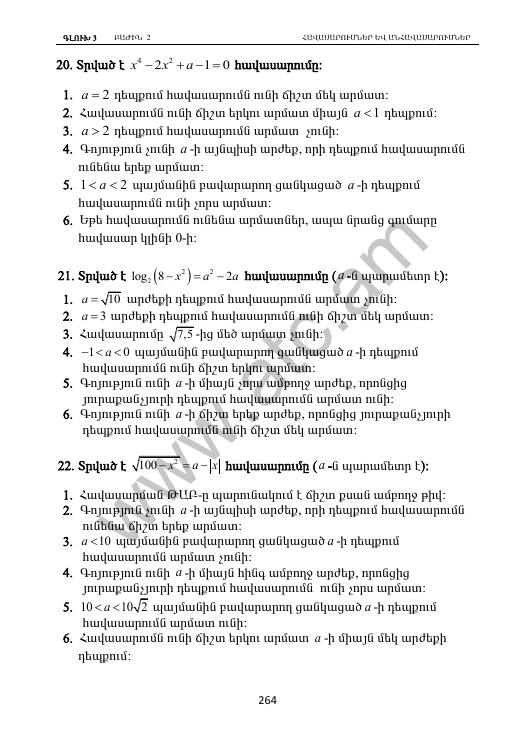 ԳԼՈՒԽ 3 ԲԱԺԻՆ 2 ՀԱՎԱՍԱՐՈՒՄՆԵՐ ԵՎ ԱՆՀԱՎԱՍԱՐՈՒՄՆԵՐ
20. Տրված է x⁴ − 2x² + a − 1 = 0 հավասարումը:
1. a = 2 դեպքում հավասարումն ունի ճիշտ մեկ արմատ:
2. Հավասարումն ունի ճիշտ երկու արմատ միայն a < 1 դեպքում:
3. a > 2 դեպքում հավասարումն արմատ չունի:
4. Գոյություն չունի a -ի այնպիսի արժեք, որի դեպքում հավասարումն
ունենա երեք արմատ:
5. 1 < a < 2 պայմանին բավարարող ցանկացած a -ի դեպքում
հավասարումն ունի չորս արմատ:
6. Եթե հավասարումն ունենա արմատներ, ապա նրանց գումարը
հավասար կլինի 0-ի:
21. Տրված է log₂(8 − x²) = a² − 2a հավասարումը (a -ն պարամետր է):
1. a = √10 արժեքի դեպքում հավասարումն արմատ չունի:
2. a = 3 արժեքի դեպքում հավասարումն ունի ճիշտ մեկ արմատ:
3. Հավասարումը √7,5 -ից մեծ արմատ չունի:
4. −1 < a < 0 պայմանին բավարարող ցանկացած a -ի դեպքում
հավասարումն ունի ճիշտ երկու արմատ:
5. Գոյություն ունի a -ի միայն չորս ամբողջ արժեք, որոնցից
յուրաքանչյուրի դեպքում հավասարումն արմատ ունի:
6. Գոյություն ունի a -ի ճիշտ երեք արժեք, որոնցից յուրաքանչյուրի
դեպքում հավասարումն ունի ճիշտ մեկ արմատ:
22. Տրված է √(100 − x²) = a − |x| հավասարումը (a -ն պարամետր է):
1. Հավասարման ԹԱԲ-ը պարունակում է ճիշտ քսան ամբողջ թիվ:
2. Գոյություն չունի a -ի այնպիսի արժեք, որի դեպքում հավասարումն
ունենա ճիշտ երեք արմատ:
3. a < 10 պայմանին բավարարող ցանկացած a -ի դեպքում
հավասարումն արմատ չունի:
4. Գոյություն ունի a -ի միայն հինգ ամբողջ արժեք, որոնցից
յուրաքանչյուրի դեպքում հավասարումն ունի չորս արմատ:
5. 10 < a < 10√2 պայմանին բավարարող ցանկացած a -ի դեպքում
հավասարումն արմատ ունի:
6. Հավասարումն ունի ճիշտ երկու արմատ a -ի միայն մեկ արժեքի
դեպքում:
264
www.atc.am